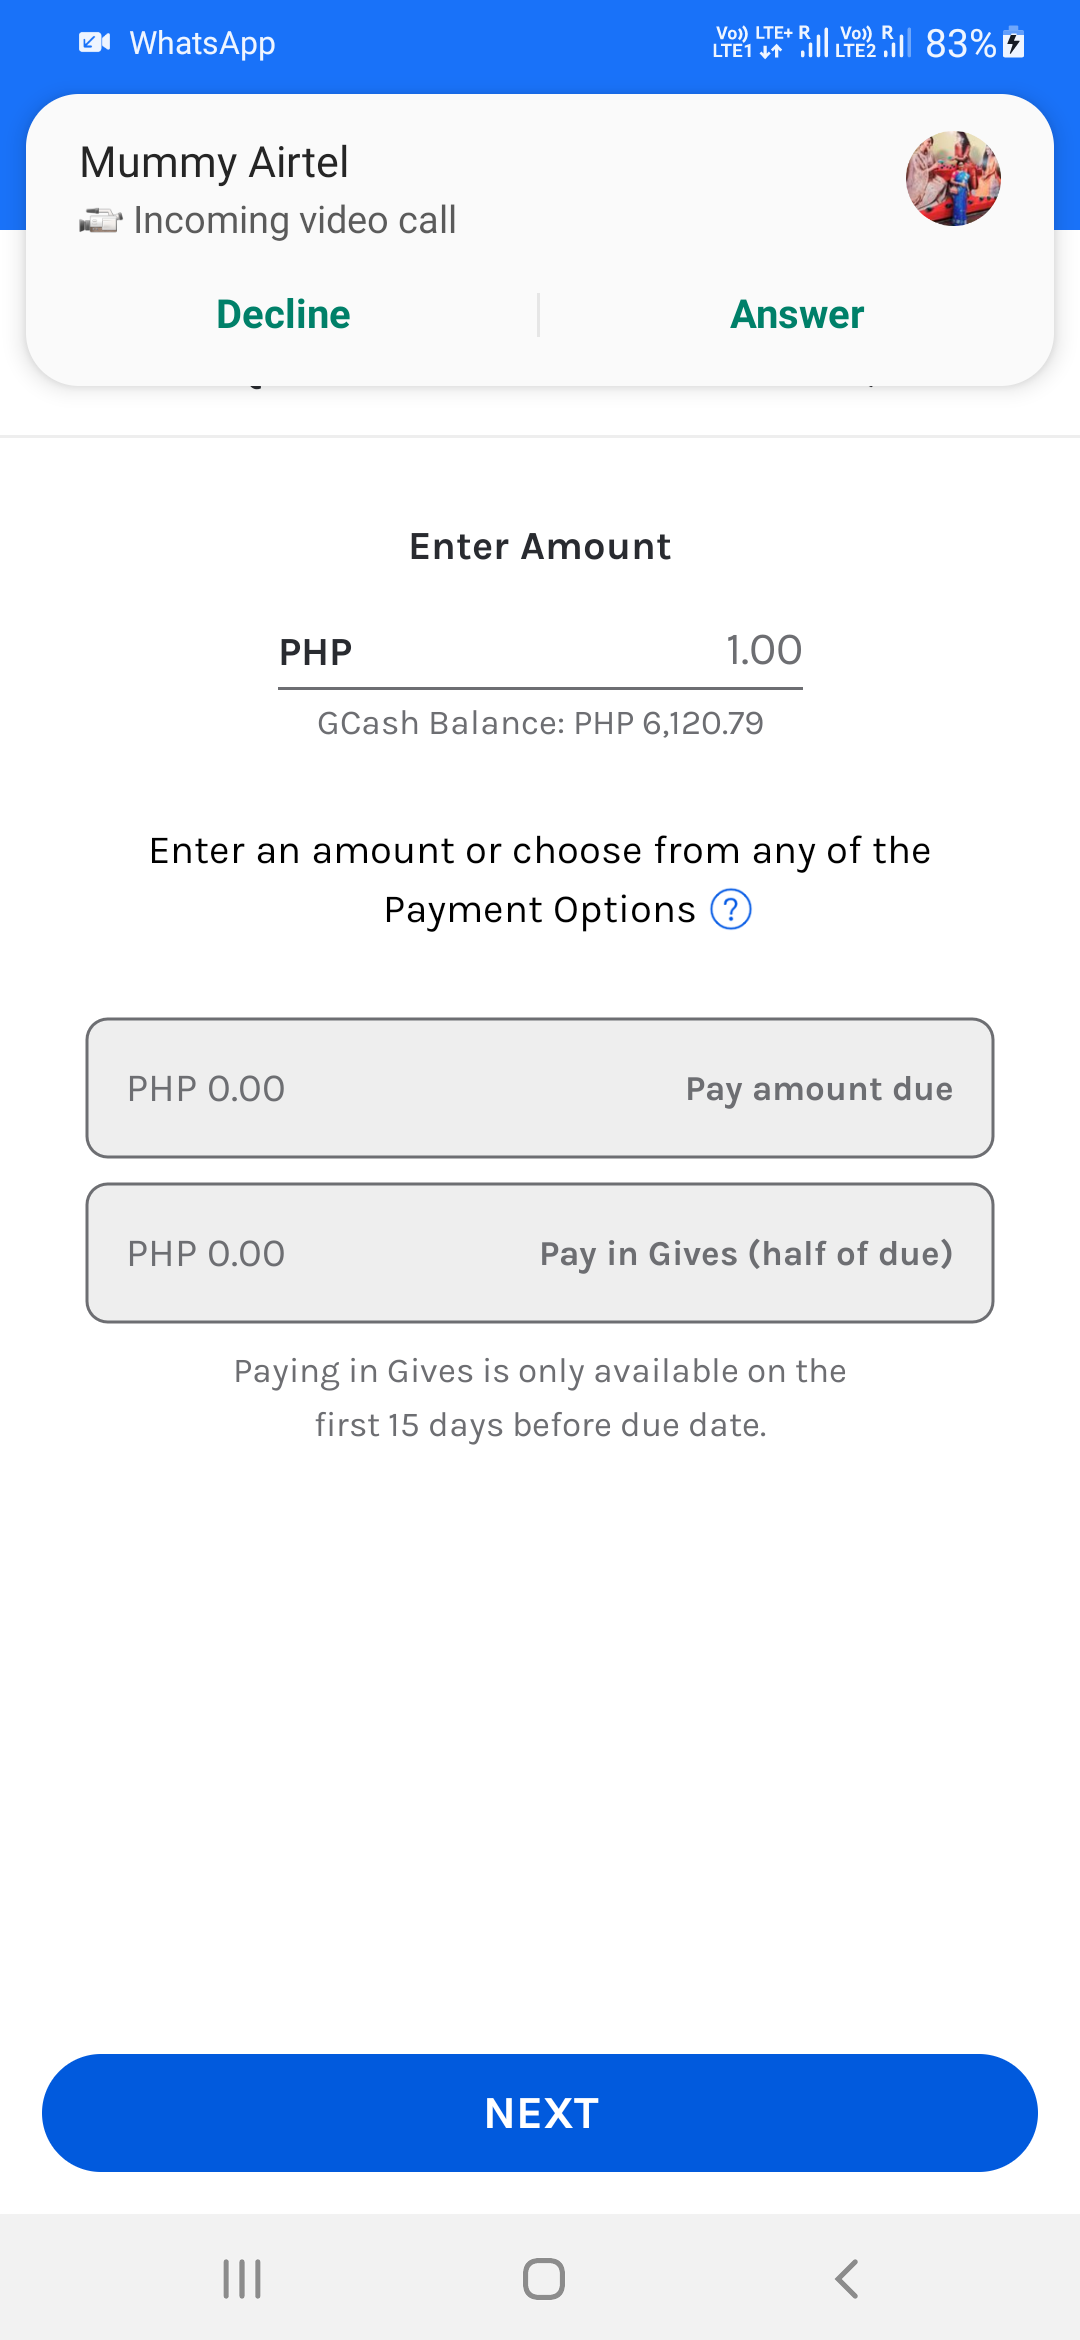 WhatsApp
Vo)) LTE+ R Vo)) R
LTE1 LTE2 83%
Mummy Airtel
Incoming video call
Decline Answer
Enter Amount
PHP 1.00
GCash Balance: PHP 6,120.79
Enter an amount or choose from any of the
Payment Options ?
PHP 0.00 Pay amount due
PHP 0.00 Pay in Gives (half of due)
Paying in Gives is only available on the
first 15 days before due date.
NEXT